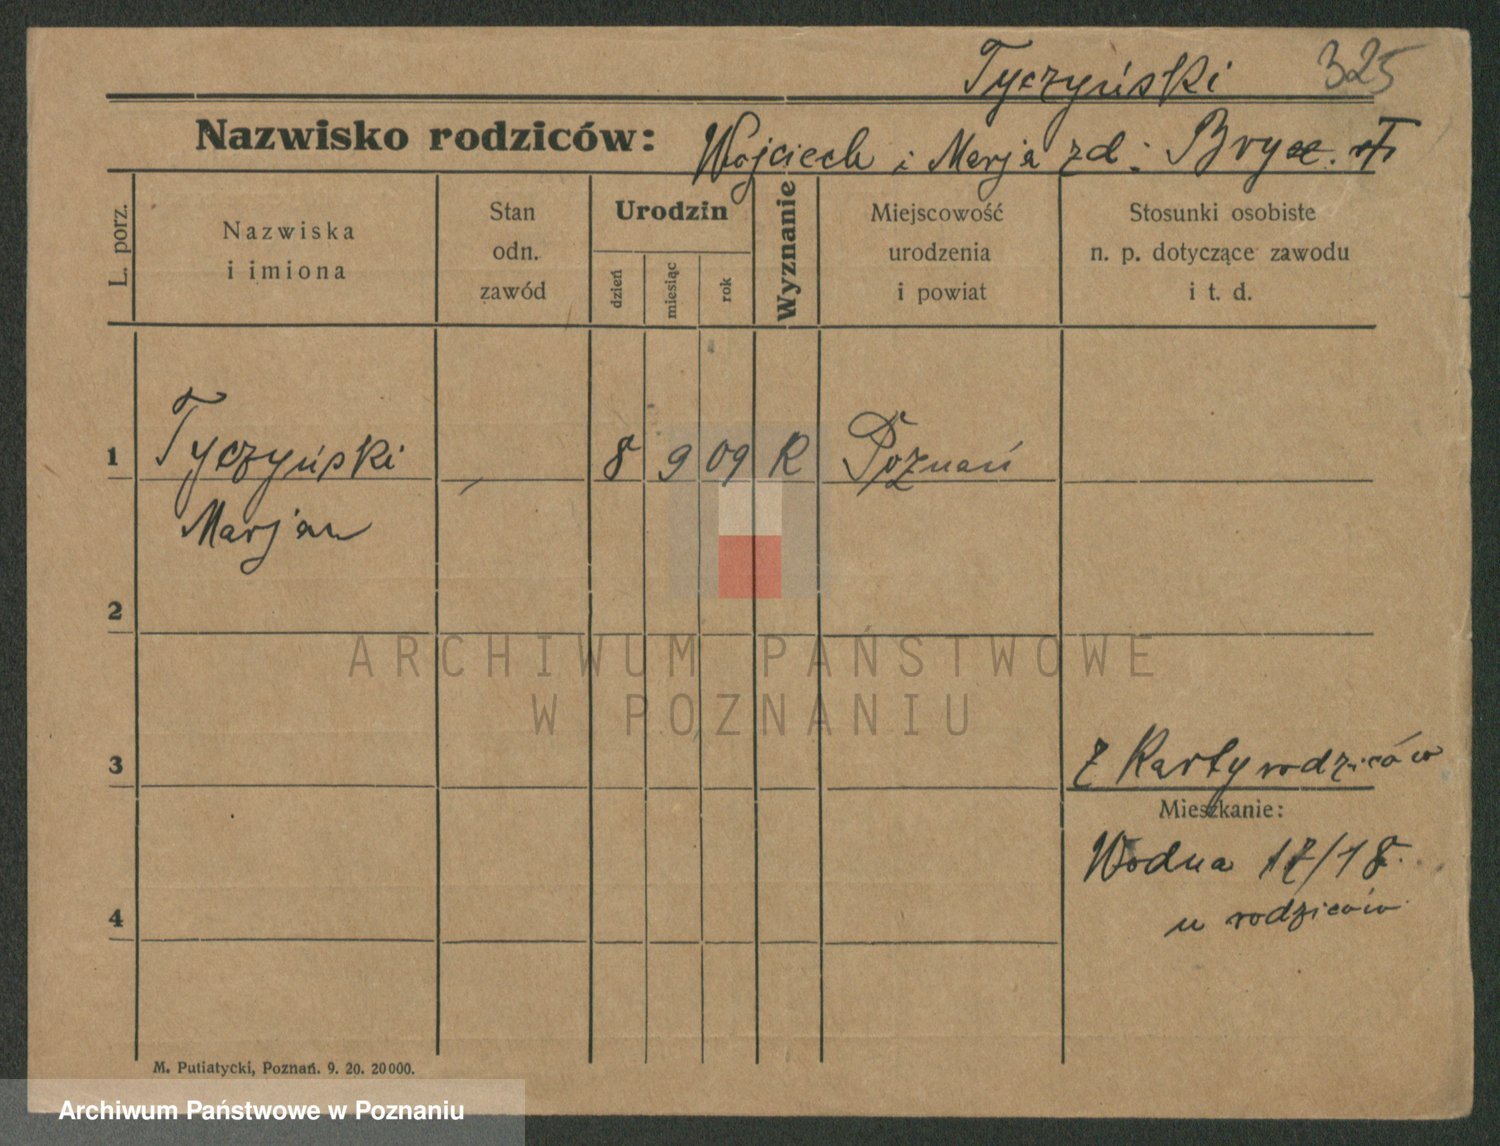 Tyczyński 325
Nazwisko rodziców: Wojciech i Marja zd:
L. porz.
Nazwiska
i imiona
Stan
odn.
zawód
Urodzin
dzień
miesiąc
rok
Wyznanie
Miejscowość
urodzenia
i powiat
Stosunki osobiste
n. p. dotyczące zawodu
i t. d.
1 Tyczyński - 8 9 09 R Poznań
Marjan
2
ARCHIWUM PAŃSTWOWE
W POZNANIU
3 z Karty rodziców
Mieszkanie:
Wodna 17/18.
4 u rodziców
M. Putiatycki, Poznań. 9. 20. 20000.
Archiwum Państwowe w Poznaniu